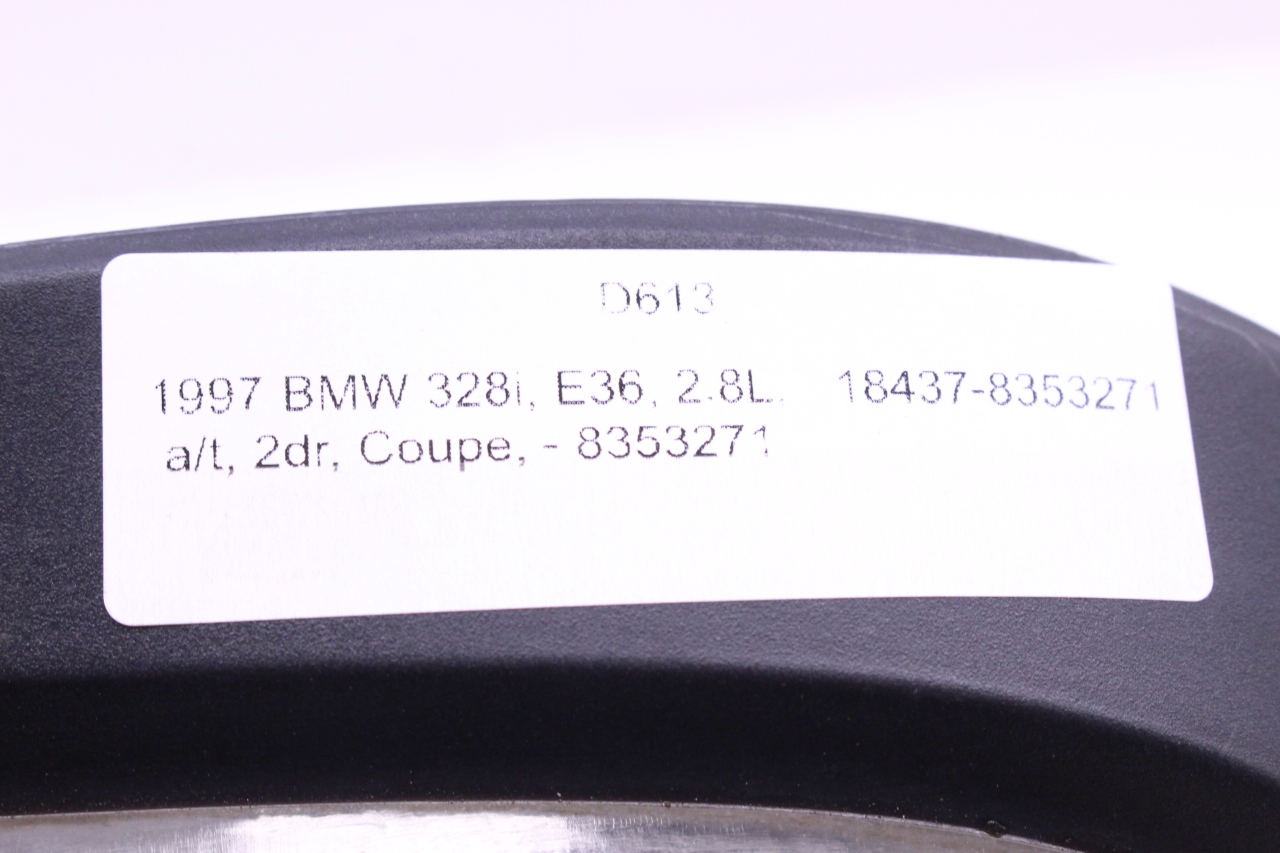 D613
1997 BMW 328i, E36, 2.8L, 18437-8353271
a/t, 2dr, Coupe, - 8353271